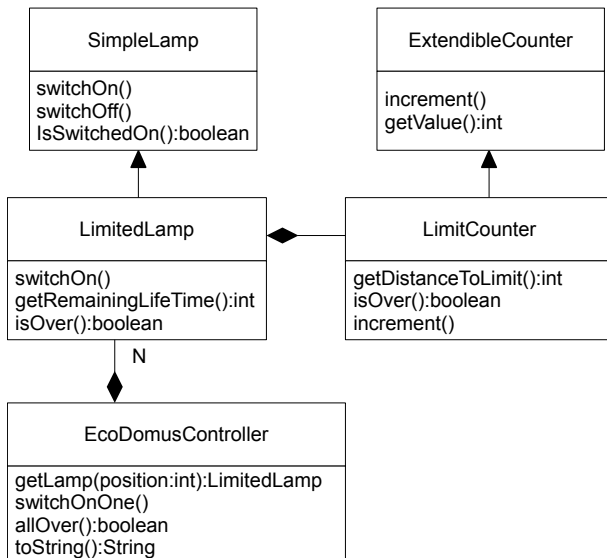 SimpleLamp
switchOn()
switchOff()
IsSwitchedOn():boolean
ExtendibleCounter
increment()
getValue():int
LimitedLamp
switchOn()
getRemainingLifeTime():int
isOver():boolean
LimitCounter
getDistanceToLimit():int
isOver():boolean
increment()
N
EcoDomusController
getLamp(position:int):LimitedLamp
switchOnOne()
allOver():boolean
toString():String